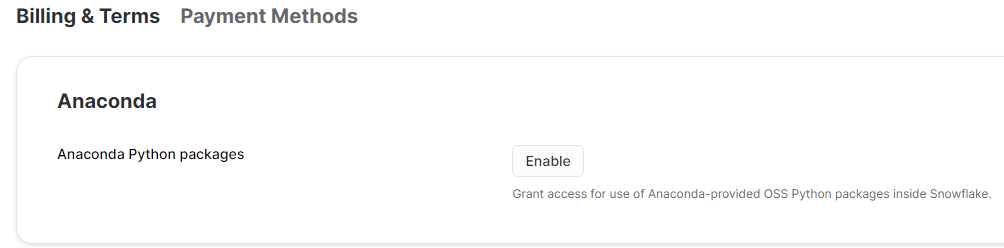 Billing & Terms Payment Methods
Anaconda
Anaconda Python packages
Enable
Grant access for use of Anaconda-provided OSS Python packages inside Snowflake.